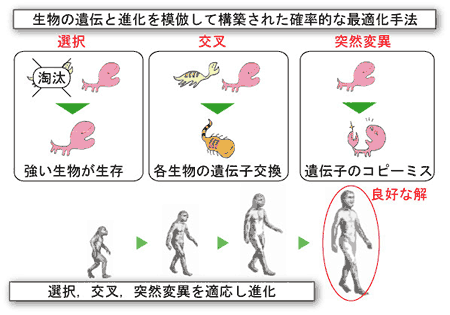 生物の遺伝と進化を模倣して構築された確率的な最適化手法
選択
交叉
突然変異
淘汰
強い生物が生存
各生物の遺伝子交換
遺伝子のコピーミス
良好な解
選択，交叉，突然変異を適応し進化